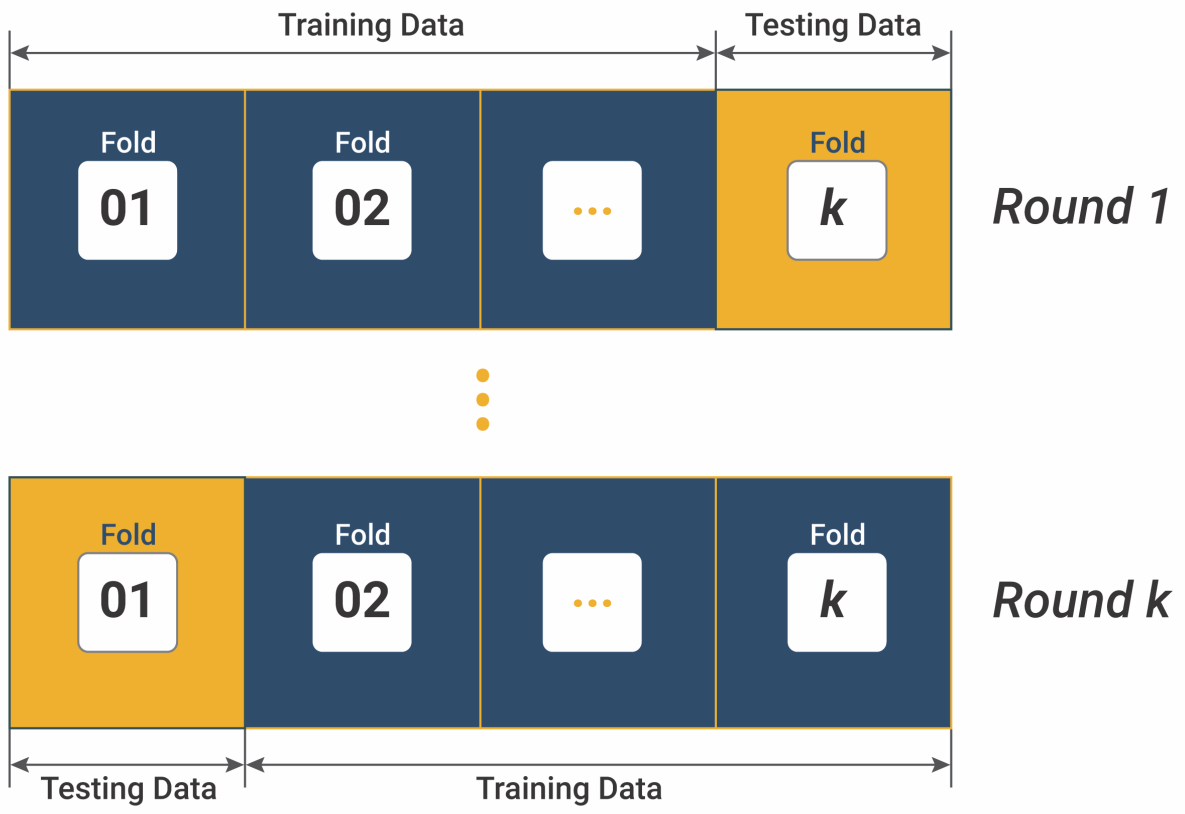 Training Data Testing Data
Fold Fold Fold
01 02 ... k
Round 1
Fold Fold Fold
01 02 ... k
Round k
Testing Data Training Data